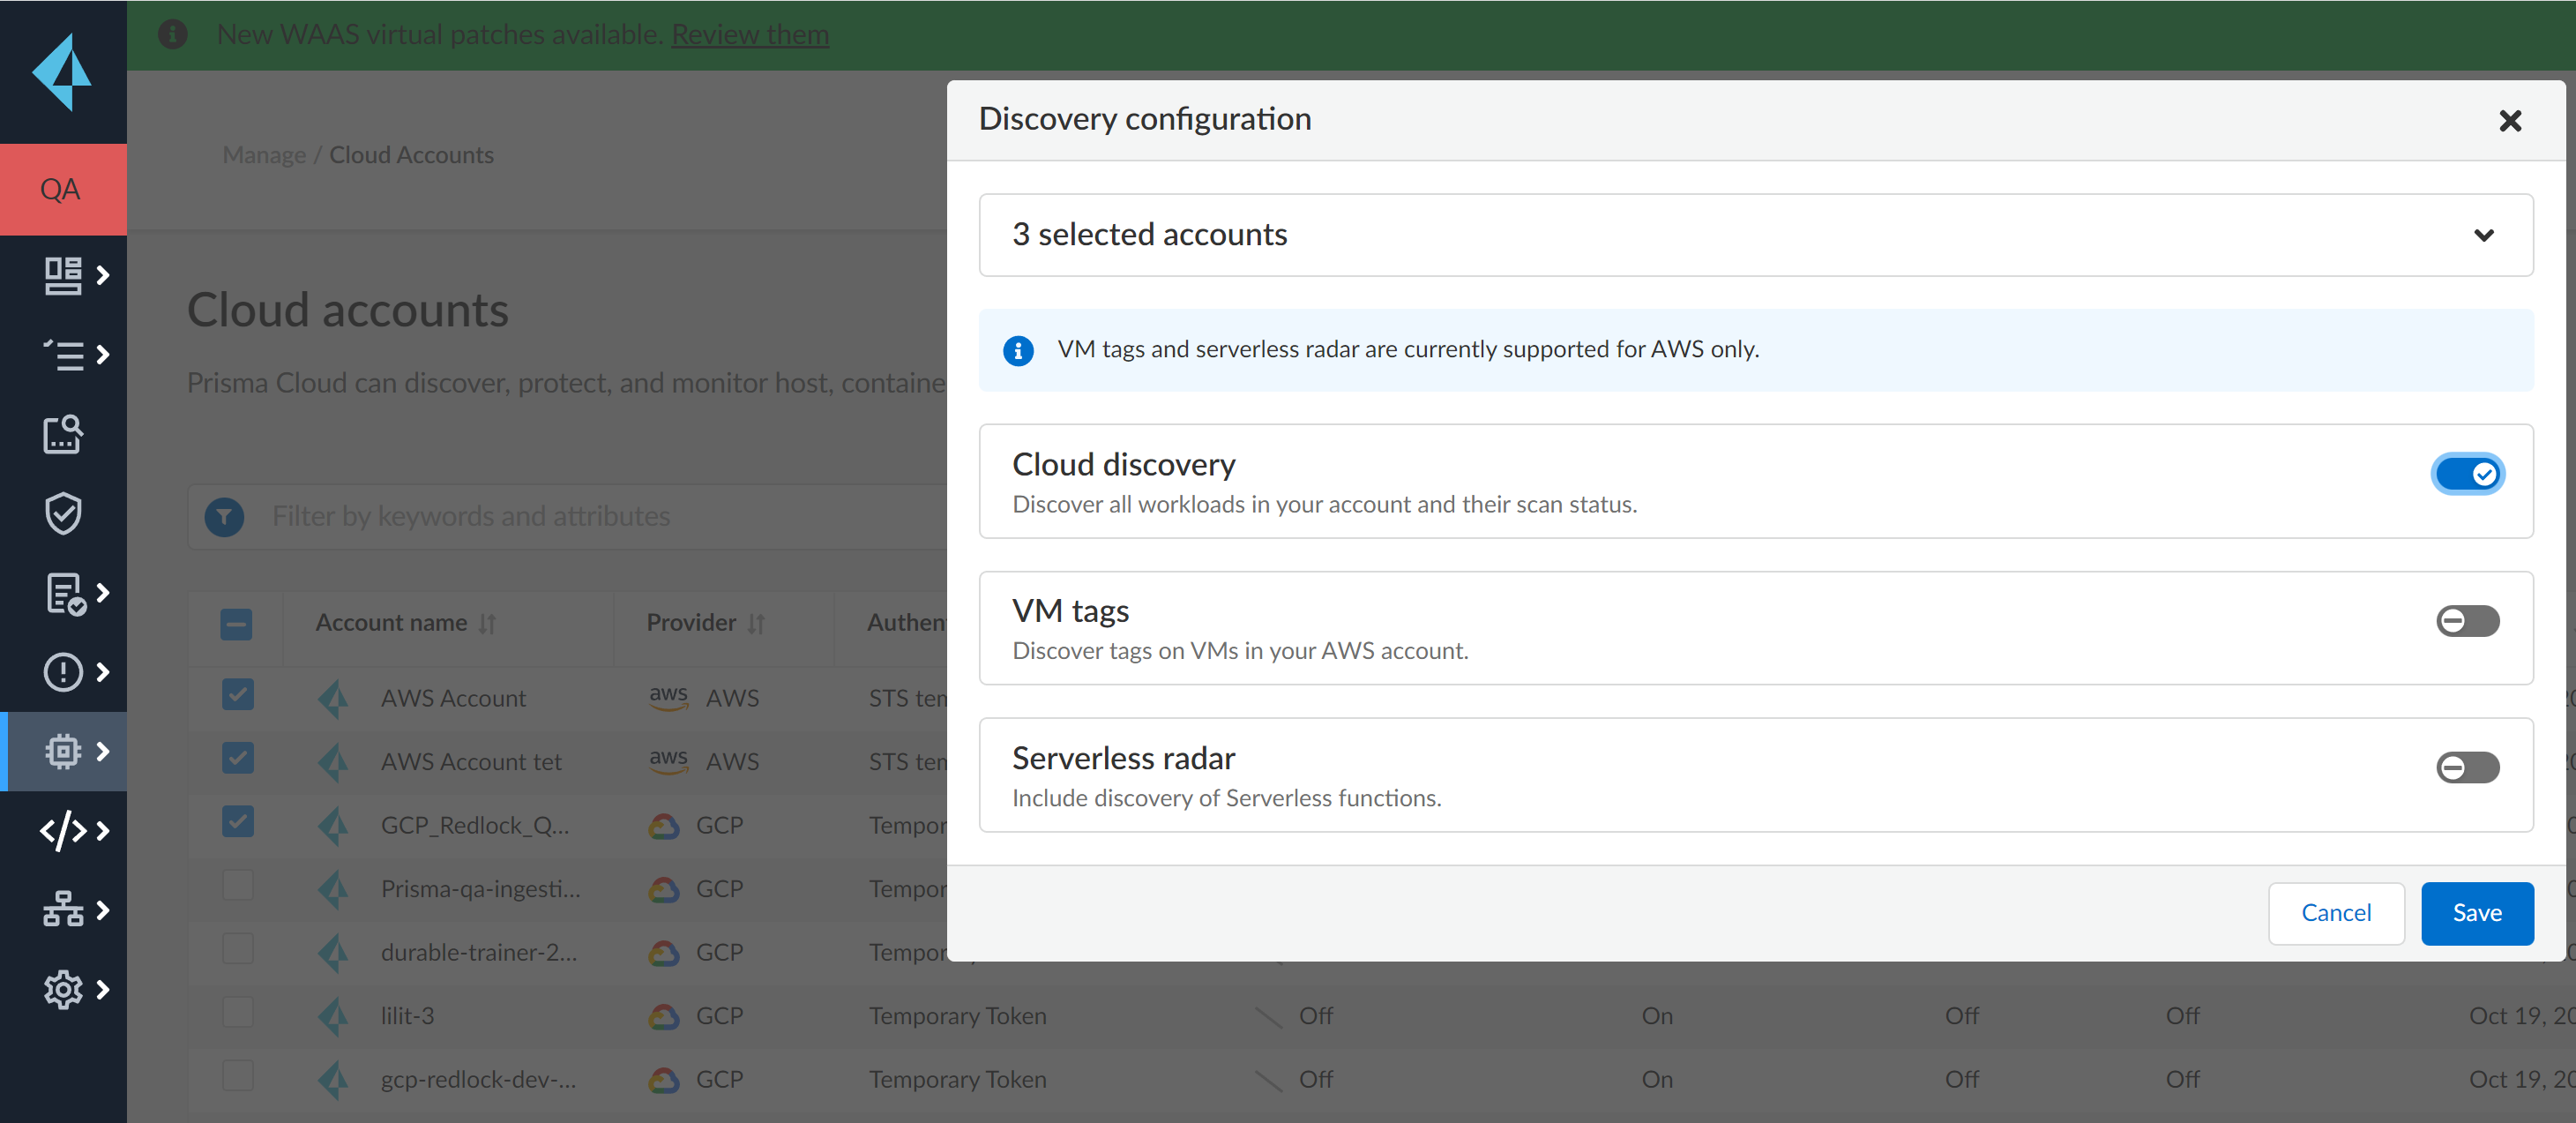 New WAAS virtual patches available. Review them
QA
Manage / Cloud Accounts
Cloud accounts
Prisma Cloud can discover, protect, and monitor host, containe
Filter by keywords and attributes
Account name Provider Authen
AWS Account aws AWS STS tem
AWS Account tet aws AWS STS tem
GCP_Redlock_Q... GCP Tempor
Prisma-qa-ingesti... GCP Tempor
durable-trainer-2... GCP Tempor
lilit-3 GCP Temporary Token Off On Off Off Oct 19, 20
gcp-redlock-dev-... GCP Temporary Token Off On Off Off Oct 19, 20
Discovery configuration
3 selected accounts
VM tags and serverless radar are currently supported for AWS only.
Cloud discovery
Discover all workloads in your account and their scan status.
VM tags
Discover tags on VMs in your AWS account.
Serverless radar
Include discovery of Serverless functions.
Cancel Save